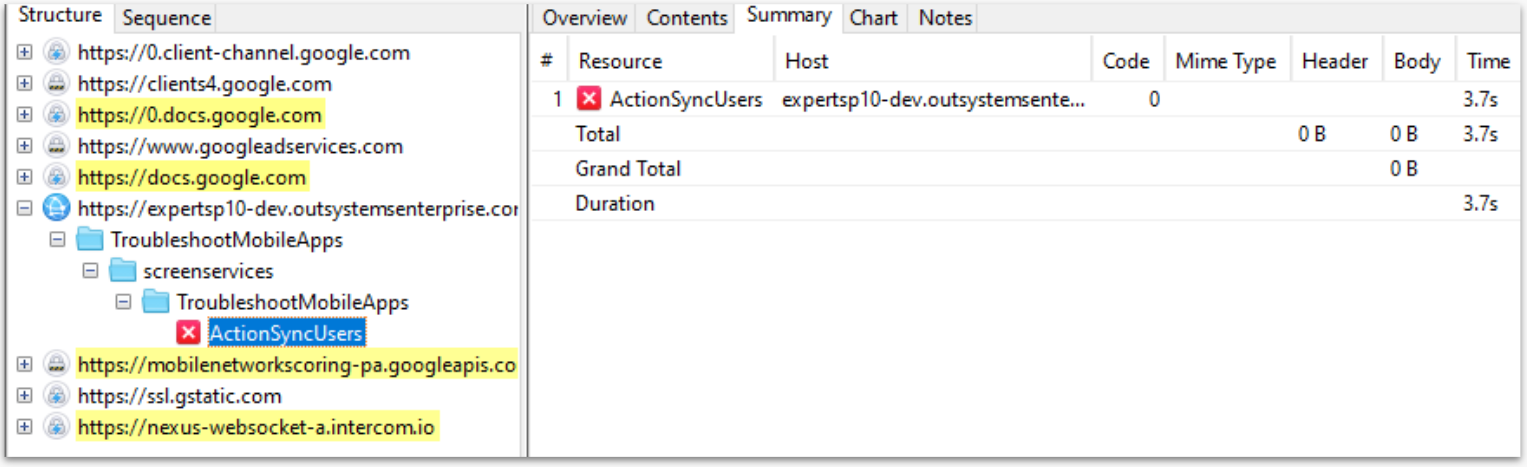 Structure Sequence
https://0.client-channel.google.com
https://clients4.google.com
https://0.docs.google.com
https://www.googleadservices.com
https://docs.google.com
https://expertsp10-dev.outsystemsenterprise.cor
TroubleshootMobileApps
screenservices
TroubleshootMobileApps
ActionSyncUsers
https://mobilenetworkscoring-pa.googleapis.co
https://ssl.gstatic.com
https://nexus-websocket-a.intercom.io
Overview Contents Summary Chart Notes
# Resource Host Code Mime Type Header Body Time
1 ActionSyncUsers expertsp10-dev.outsystemsente... 0 3.7s
Total 0 B 0 B 3.7s
Grand Total 0 B
Duration 3.7s